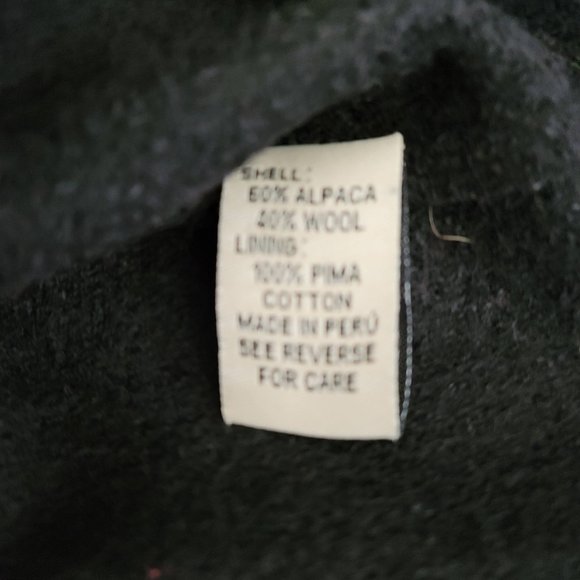 SHELL:
60% ALPACA
40% WOOL
LINING:
100% PIMA
COTTON
MADE IN PERÚ
SEE REVERSE
FOR CARE